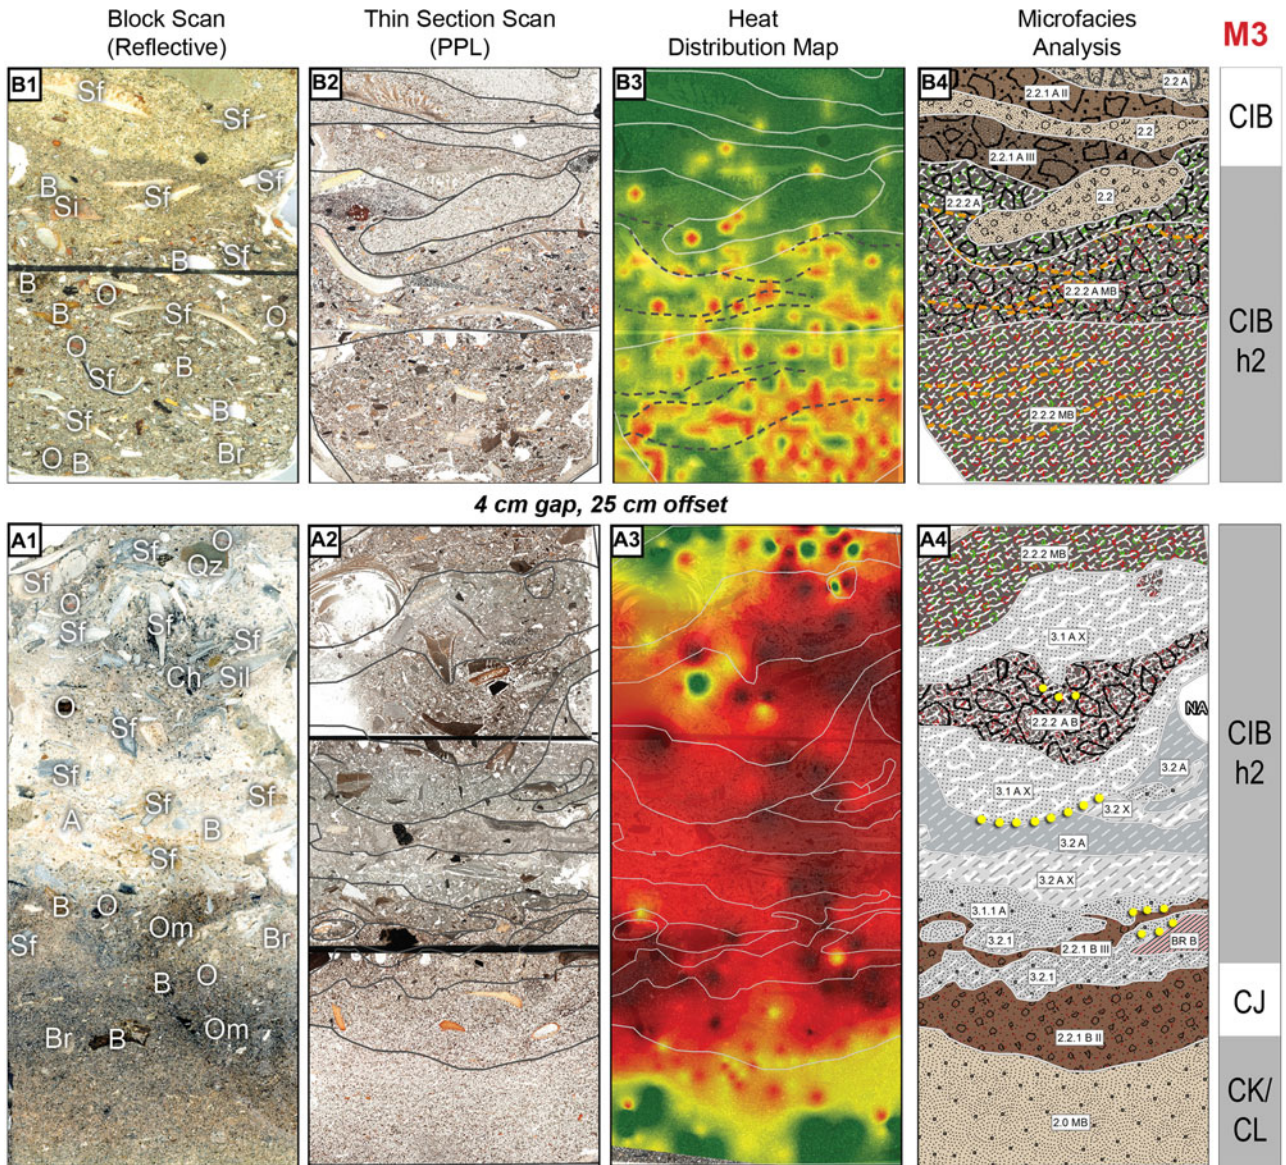 Block Scan
(Reflective)
Thin Section Scan
(PPL)
Heat
Distribution Map
Microfacies
Analysis
M3
B1
Sf
Sf
B
Si
Sf
Sf
B
Sf
B
O
B
Sf
O
O
Sf
B
Sf
B
O
B
Br
B2
B3
B4
2.2 A
2.2.1 A II
2.2
2.2.1 A III
2.2.2 A
2.2
2.2.2 A MB
2.2.2 MB
CIB
CIB
h2
4 cm gap, 25 cm offset
A1
O
Sf
Qz
Sf
O
Sf
Sf
Sf
Ch
Sil
O
Sf
Sf
Sf
Sf
A
B
Sf
B
O
Om
Sf
Br
B
O
Om
Br
B
A2
A3
A4
2.2.2 MB
3.1 A X
2.2.2 A B
NA
3.2 A
3.1 A X
3.2 X
3.2 A
3.2 A X
3.1.1 A
3.2.1
2.2.1 B III
BR B
3.2.1
2.2.1 B II
2.0 MB
CIB
h2
CJ
CK/
CL